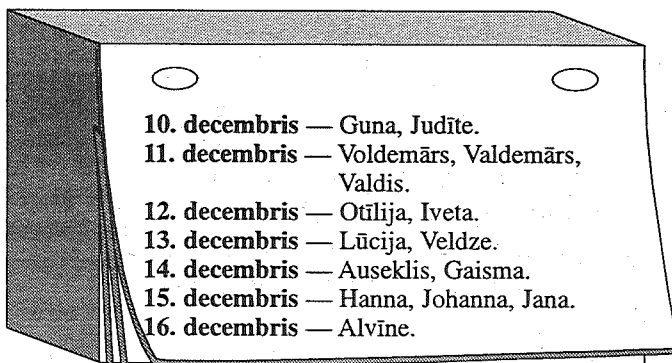 10. decembris — Guna, Judīte.
11. decembris — Voldemārs, Valdemārs,
Valdis.
12. decembris — Otīlija, Iveta.
13. decembris — Lūcija, Veldze.
14. decembris — Auseklis, Gaisma.
15. decembris — Hanna, Johanna, Jana.
16. decembris — Alvīne.